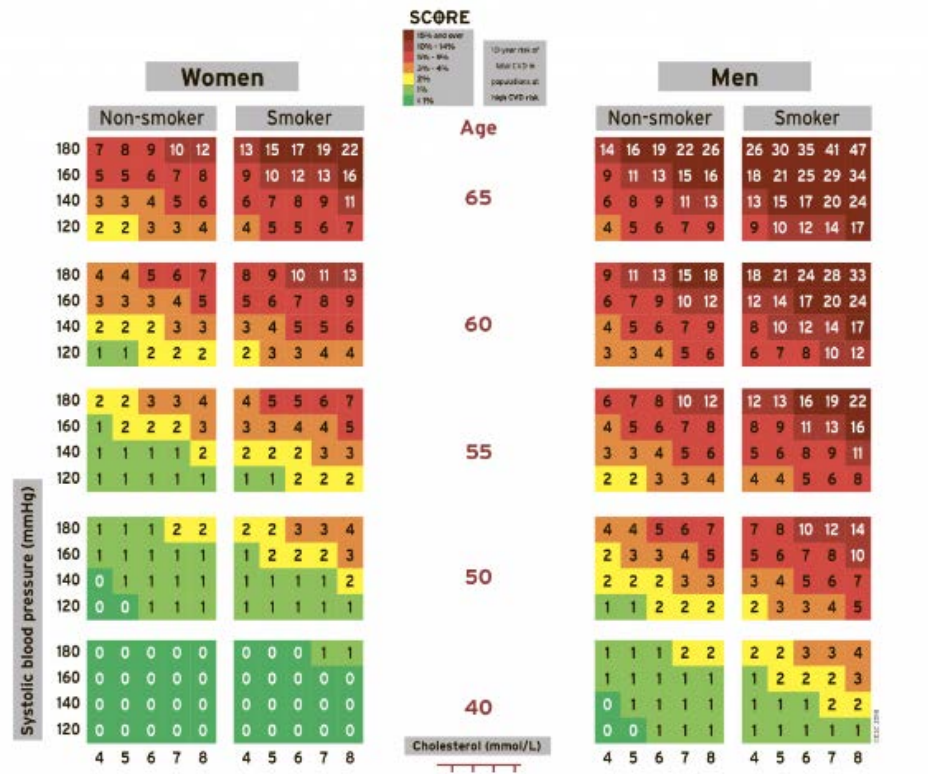 SCORE
15% and over
10% - 14%
5% - 9%
3% - 4%
2%
1%
< 1%
10-year risk of
fatal CVD in
populations at
high CVD risk
Women
Men
Non-smoker Smoker
Age
Non-smoker Smoker
180 7 8 9 10 12 13 15 17 19 22 14 16 19 22 26 26 30 35 41 47
160 5 5 6 7 8 9 10 12 13 16 9 11 13 15 16 18 21 25 29 34
65
140 3 3 4 5 6 6 7 8 9 11 6 8 9 11 13 13 15 17 20 24
120 2 2 3 3 4 4 5 5 6 7 4 5 6 7 9 9 10 12 14 17
180 4 4 5 6 7 8 9 10 11 13 9 11 13 15 18 18 21 24 28 33
160 3 3 3 4 5 5 6 7 8 9 6 7 9 10 12 12 14 17 20 24
60
140 2 2 2 3 3 3 4 5 5 6 4 5 6 7 9 8 10 12 14 17
120 1 1 2 2 2 2 3 3 4 4 3 3 4 5 6 6 7 8 10 12
180 2 2 3 3 4 4 5 5 6 7 6 7 8 10 12 12 13 16 19 22
160 1 2 2 2 3 3 3 4 4 5 4 5 6 7 8 8 9 11 13 16
55
140 1 1 1 1 2 2 2 2 3 3 3 3 4 5 6 5 6 8 9 11
120 1 1 1 1 1 1 1 2 2 2 2 2 3 3 4 4 4 5 6 8
180 1 1 1 2 2 2 2 3 3 4 4 4 5 6 7 7 8 10 12 14
160 1 1 1 1 1 1 2 2 2 3 2 3 3 4 5 5 6 7 8 10
50
140 0 1 1 1 1 1 1 1 1 2 2 2 2 3 3 3 4 5 6 7
120 0 0 1 1 1 1 1 1 1 1 1 1 2 2 2 2 3 3 4 5
180 0 0 0 0 0 0 0 0 1 1 1 1 1 2 2 2 2 3 3 4
160 0 0 0 0 0 0 0 0 0 0 1 1 1 1 1 1 2 2 2 3
140 0 0 0 0 0 0 0 0 0 0 0 1 1 1 1 1 1 1 2 2
40
120 0 0 0 0 0 0 0 0 0 0 0 0 1 1 1 1 1 1 1 1
4 5 6 7 8 4 5 6 7 8 4 5 6 7 8 4 5 6 7 8
Cholesterol (mmol/L)
Systolic blood pressure (mmHg)